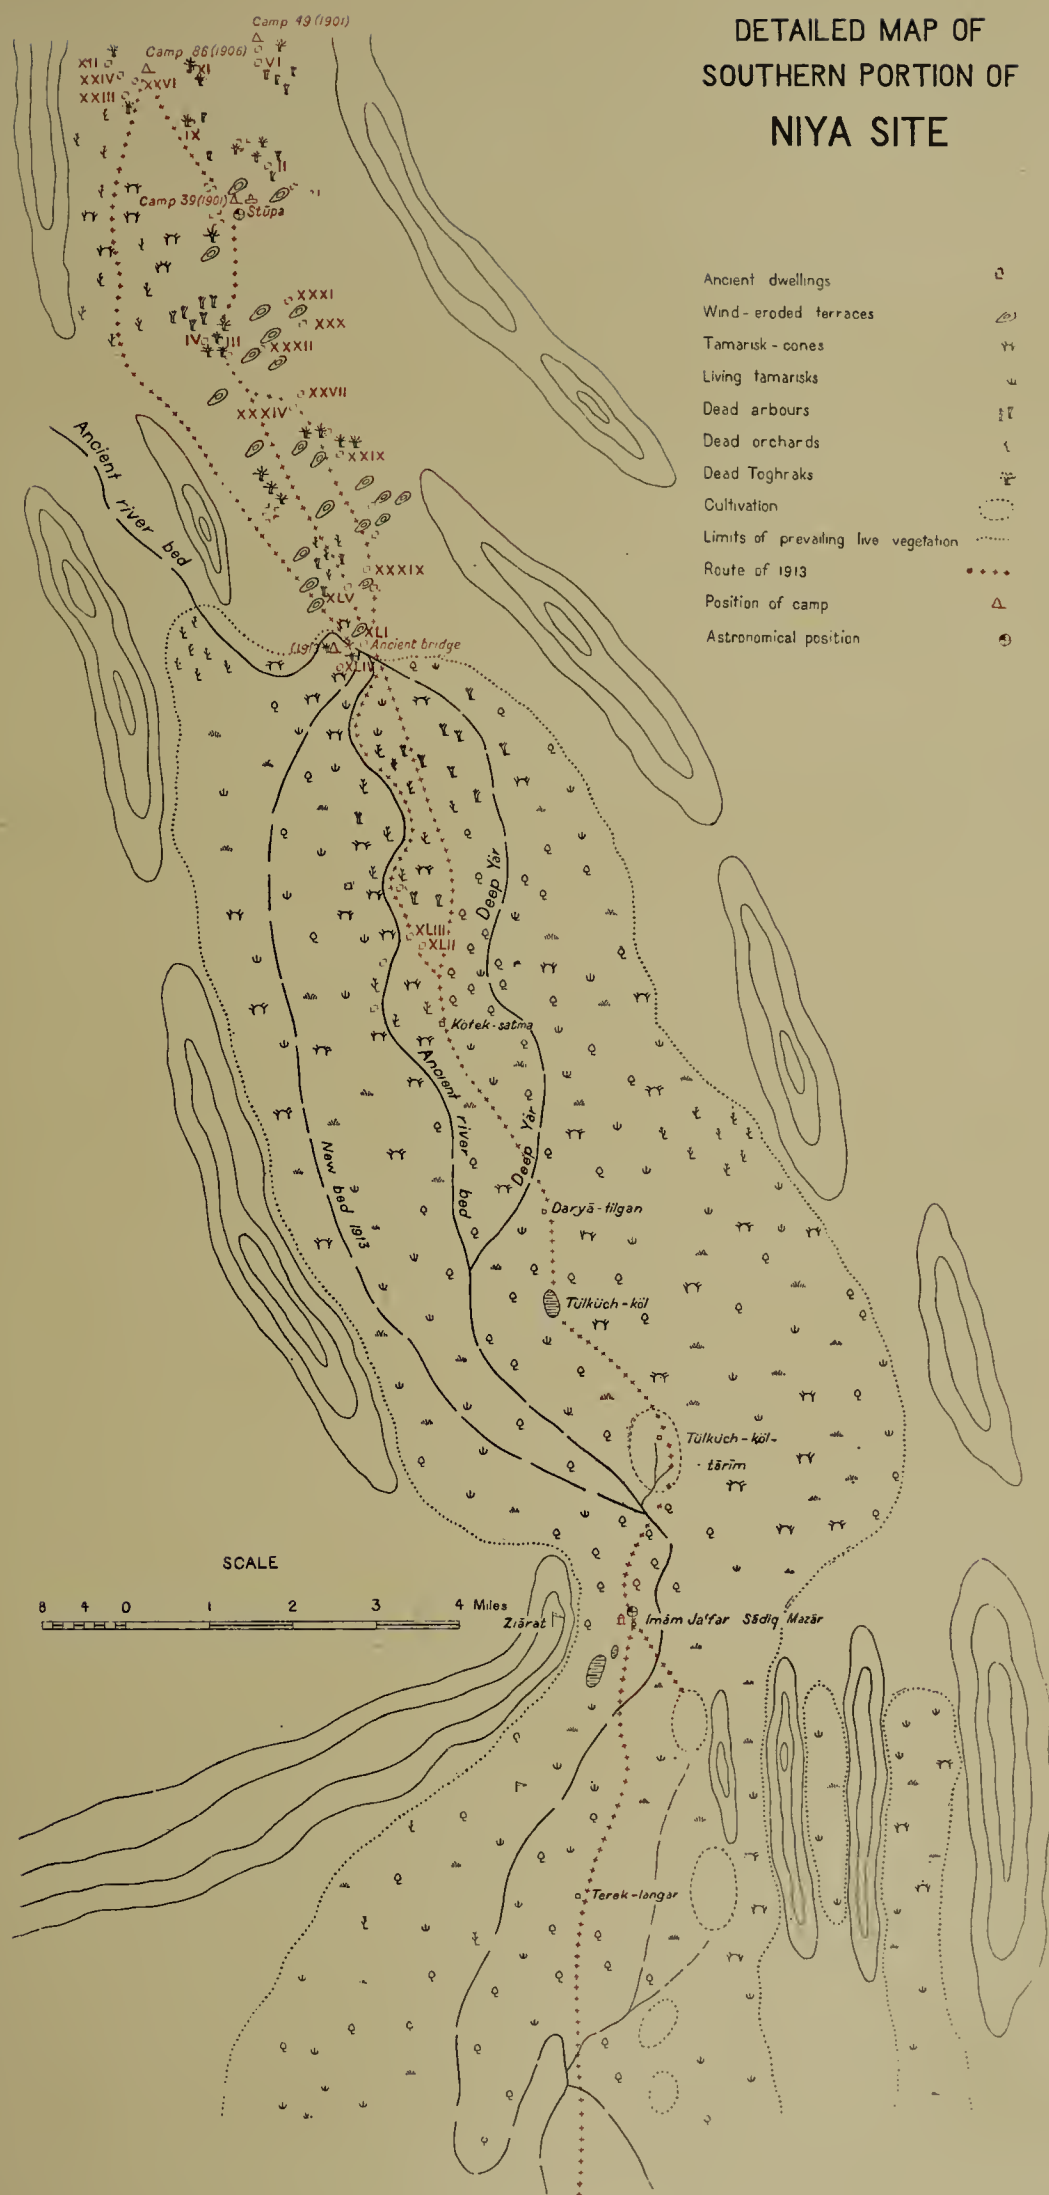 DETAILED MAP OF
SOUTHERN PORTION OF
NIYA SITE
Camp 49 (1901)
Camp 86 (1906)
XII
XI
VI
XXIV
XXVI
XXIII
IX
II
I
Camp 39 (1901)
Stūpa
XXXI
XXX
IV
III
XXXII
XXVII
XXXIV
XXIX
Ancient river bed
XXXIX
XLV
XLI
Ancient bridge
XLIV
Ancient dwellings
Wind-eroded terraces
Tamarisk-cones
Living tamarisks
Dead arbours
Dead orchards
Dead Toghraks
Cultivation
Limits of prevailing live vegetation
Route of 1913
Position of camp
Astronomical position
Deep Yār
XLIII
XLII
Kötek-satma
Ancient river bed
Deep Yār
New bed 1913
Daryā-tilgan
Tülküch-köl
Tülküch-köl-
tārīm
SCALE
8 4 0 1 2 3 4 Miles
Ziārat
Imām Ja'far Sādiq Mazār
Terek-langar